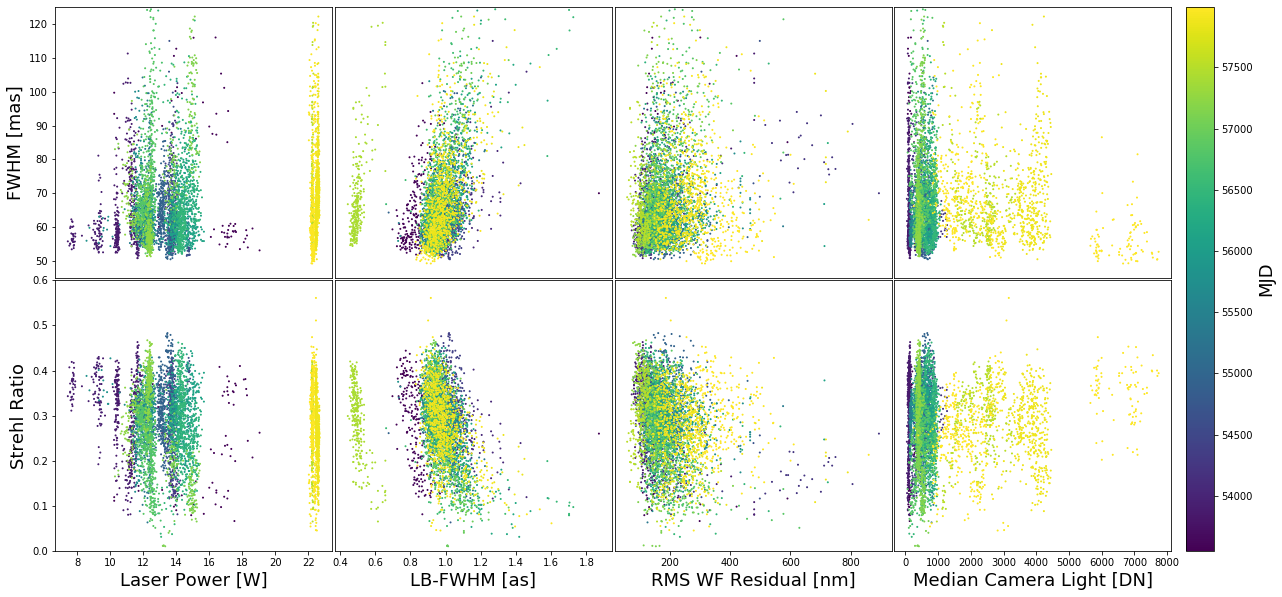 120
110
100
90
80
70
60
50
FWHM [mas]
0.6
0.5
0.4
0.3
0.2
0.1
0.0
Strehl Ratio
8 10 12 14 16 18 20 22
Laser Power [W]
0.4 0.6 0.8 1.0 1.2 1.4 1.6 1.8
LB-FWHM [as]
200 400 600 800
RMS WF Residual [nm]
0 1000 2000 3000 4000 5000 6000 7000 8000
Median Camera Light [DN]
57500
57000
56500
56000
55500
55000
54500
54000
MJD